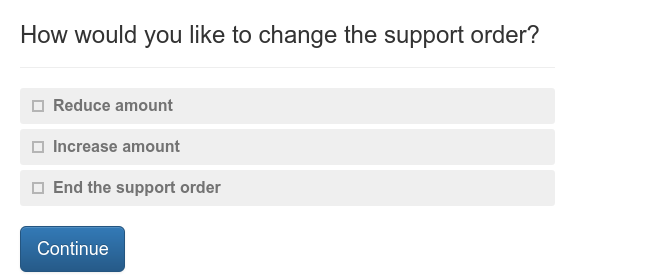 How would you like to change the support order?
Reduce amount
Increase amount
End the support order
Continue